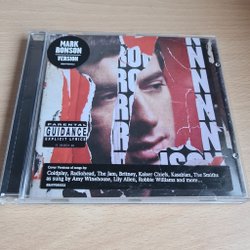 MARK
RONSON
VERSION
PARENTAL
GUIDANCE
EXPLICIT LYRICS
Cover Versions of songs by
Coldplay, Radiohead, The Jam, Britney, Kaiser Chiefs, Kasabian, The Smiths
as sung by Amy Winehouse, Lily Allen, Robbie Williams and more...